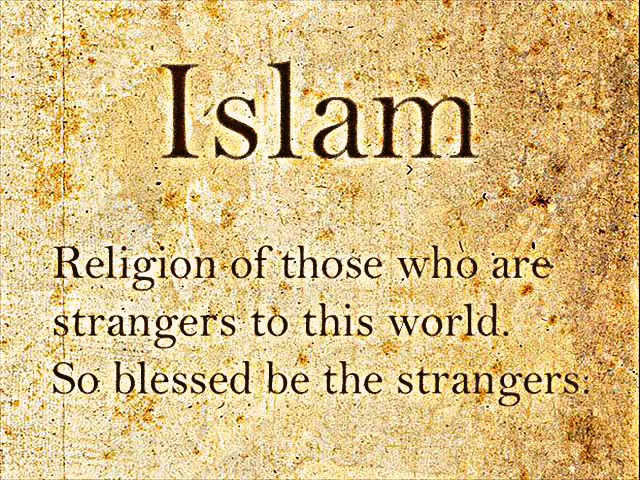 Islam
Religion of those who are
strangers to this world.
So blessed be the strangers.